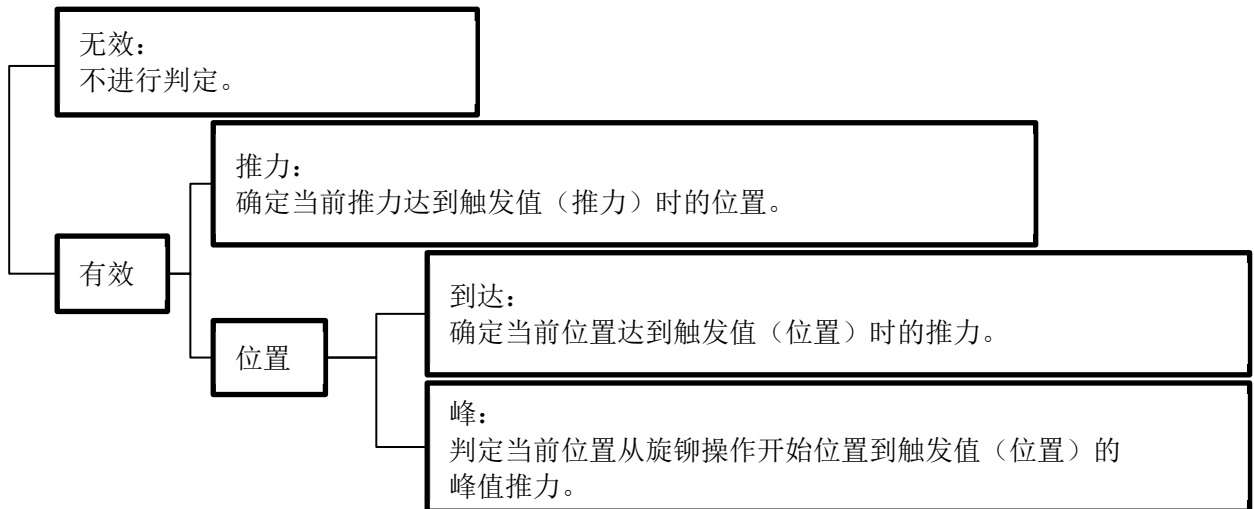 无效：
不进行判定。
推力：
确定当前推力达到触发值（推力）时的位置。
有效
到达：
确定当前位置达到触发值（位置）时的推力。
位置
峰：
判定当前位置从旋铆操作开始位置到触发值（位置）的
峰值推力。